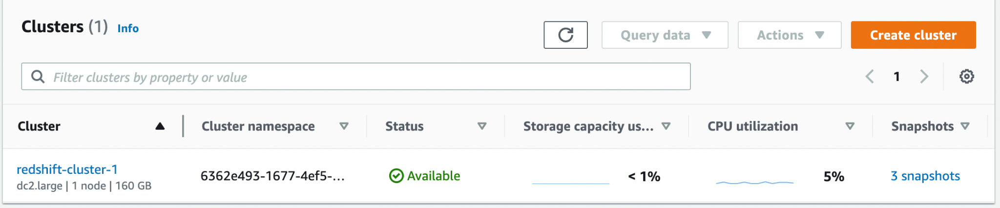 Clusters (1) Info
Query data
Actions
Create cluster
Filter clusters by property or value
1
Cluster
Cluster namespace
Status
Storage capacity us...
CPU utilization
Snapshots
redshift-cluster-1
dc2.large | 1 node | 160 GB
6362e493-1677-4ef5-...
Available
< 1%
5%
3 snapshots